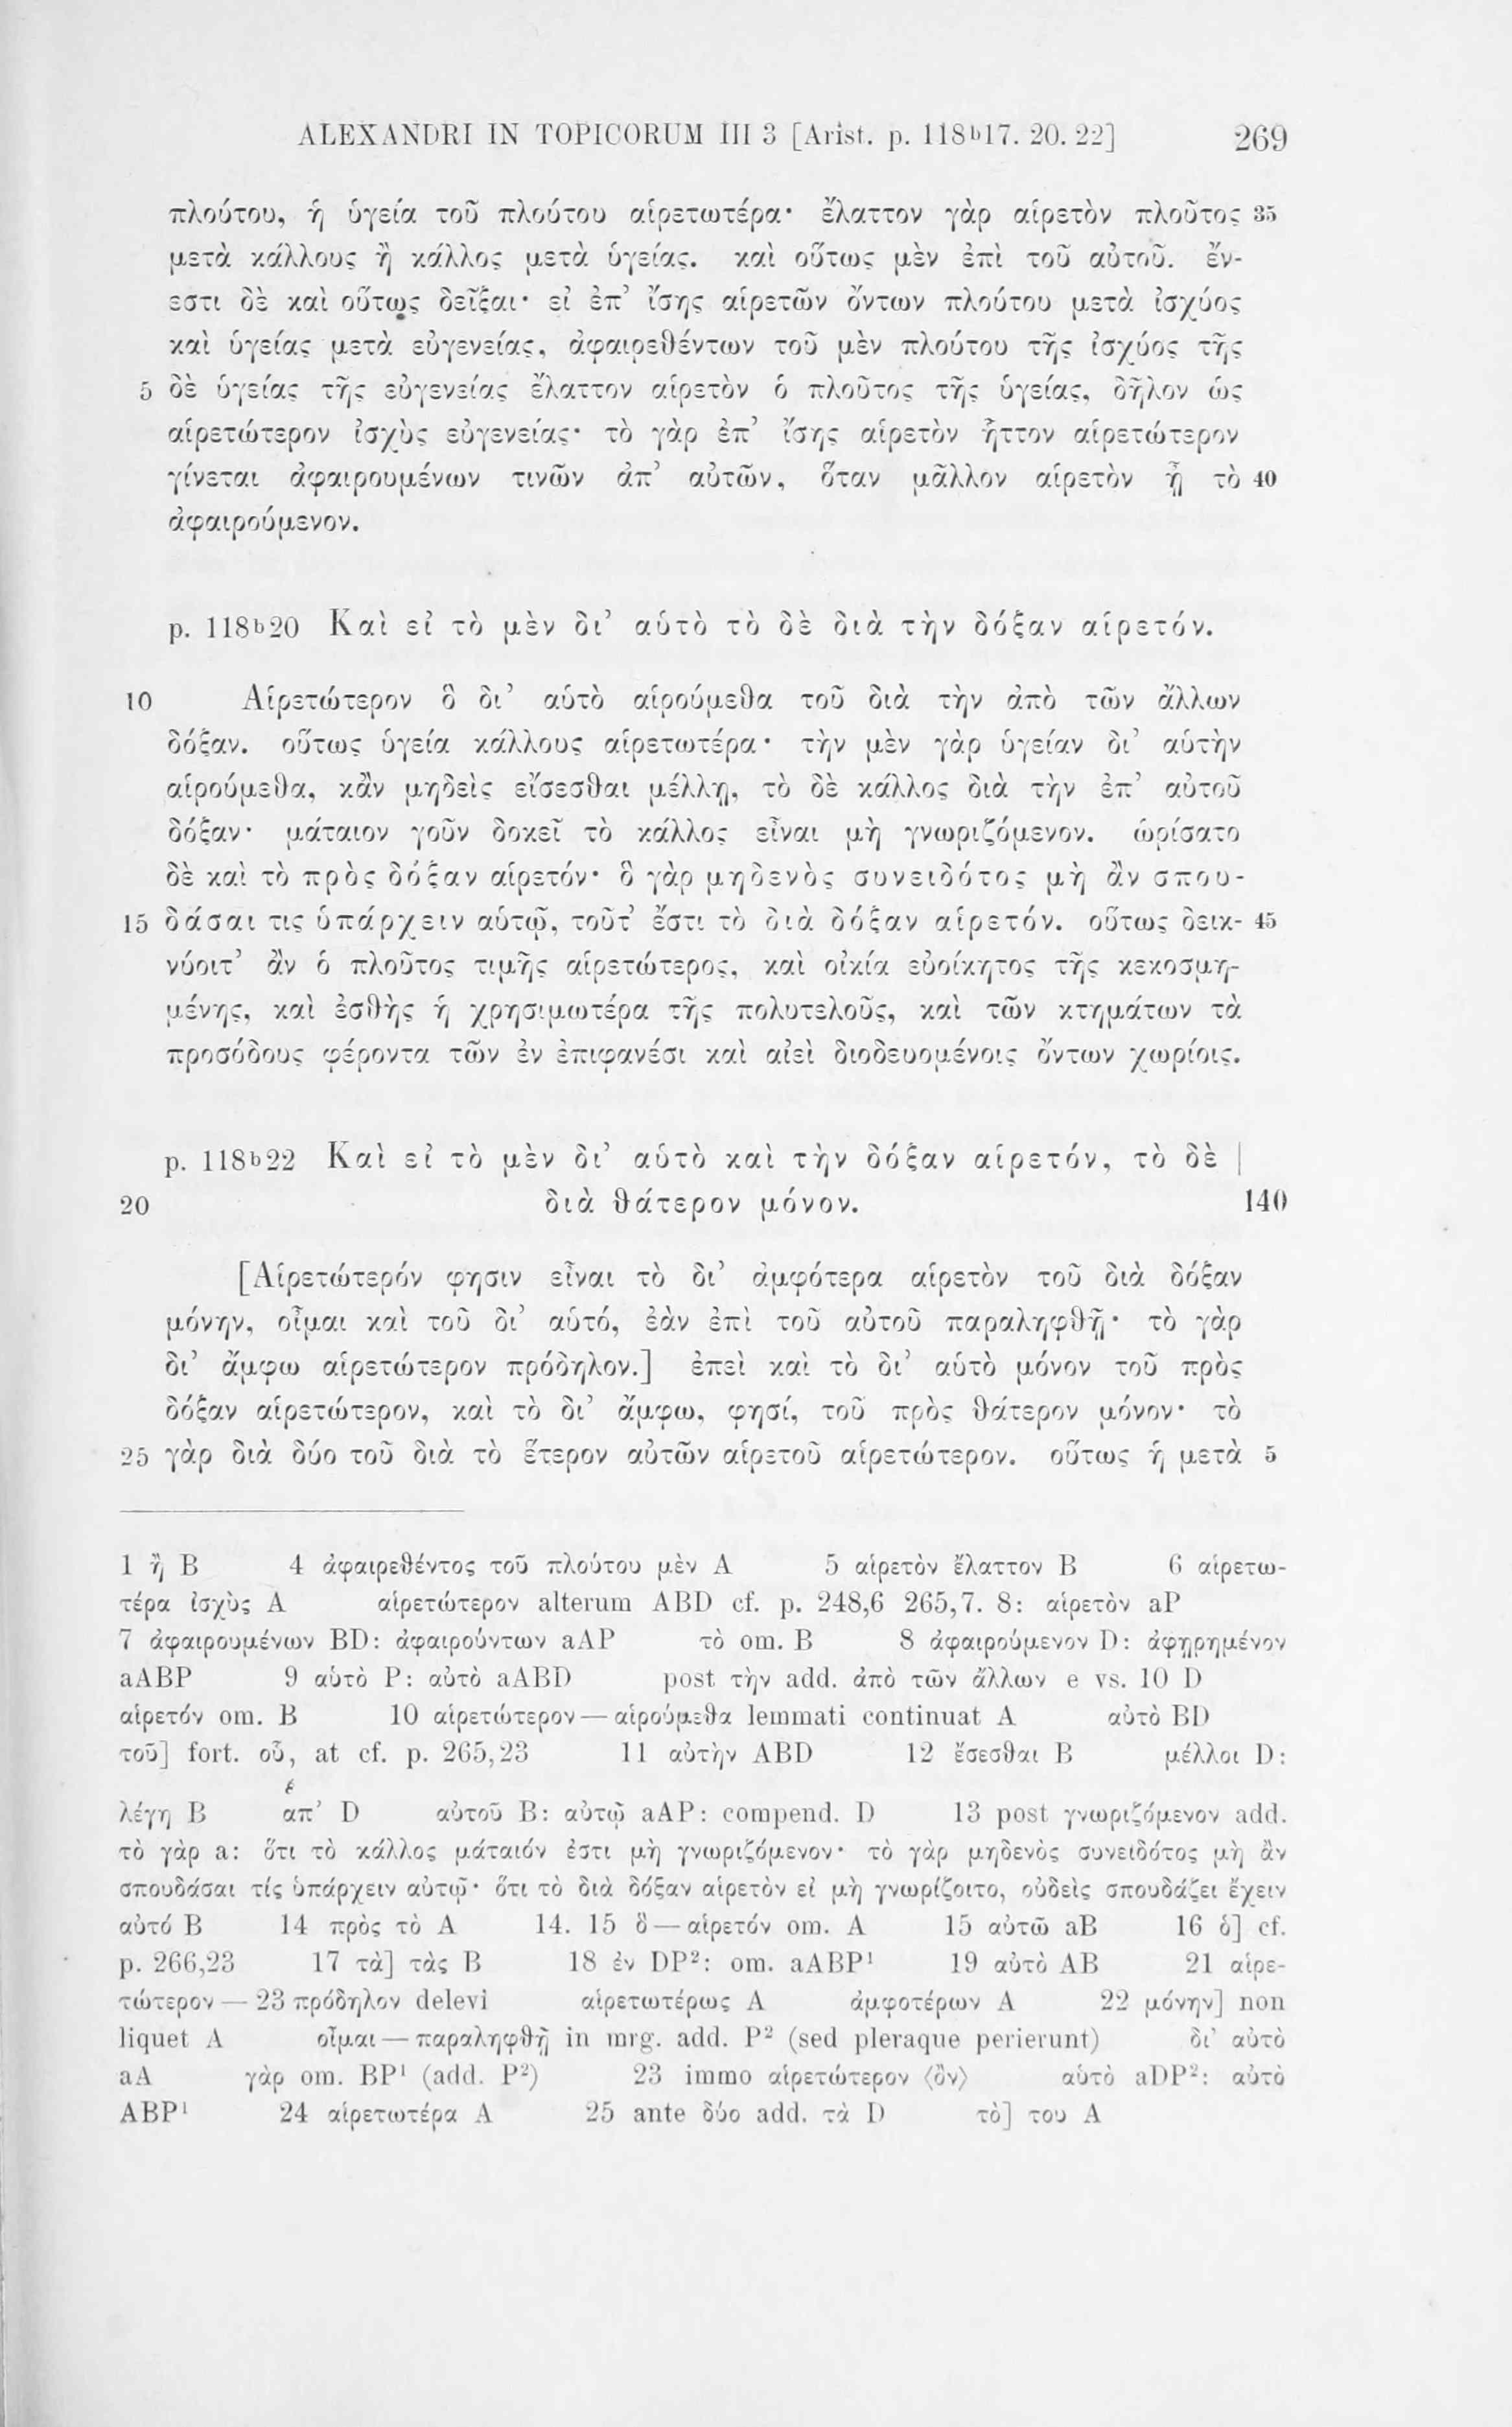 ALEXANDRI IN TOPICORUM III 3 [Arist. p. 118ᵇ17. 20. 22] 269
πλούτου, ἡ ὑγεία τοῦ πλούτου αἱρετωτέρα· ἔλαττον γὰρ αἱρετὸν πλοῦτος 35
μετὰ κάλλους ἢ κάλλος μετὰ ὑγείας. καὶ οὕτως μὲν ἐπὶ τοῦ αὐτοῦ. ἔν-
εστι δὲ καὶ οὕτως δεῖξαι· εἰ ἐπ’ ἴσης αἱρετῶν ὄντων πλούτου μετὰ ἰσχύος
καὶ ὑγείας μετὰ εὐγενείας, ἀφαιρεθέντων τοῦ μὲν πλούτου τῆς ἰσχύος τῆς
5 δὲ ὑγείας τῆς εὐγενείας ἔλαττον αἱρετὸν ὁ πλοῦτος τῆς ὑγείας, δῆλον ὡς
αἱρετώτερον ἰσχὺς εὐγενείας· τὸ γὰρ ἐπ’ ἴσης αἱρετὸν ἧττον αἱρετώτερον
γίνεται ἀφαιρουμένων τινῶν ἀπ’ αὐτῶν, ὅταν μᾶλλον αἱρετὸν ᾖ τὸ 40
ἀφαιρούμενον.
p. 118ᵇ20 Καὶ εἰ τὸ μὲν δι’ αὑτὸ τὸ δὲ διὰ τὴν δόξαν αἱρετόν.
10 Αἱρετώτερον ὃ δι’ αὑτὸ αἱρούμεθα τοῦ διὰ τὴν ἀπὸ τῶν ἄλλων
δόξαν. οὕτως ὑγεία κάλλους αἱρετωτέρα· τὴν μὲν γὰρ ὑγείαν δι’ αὑτὴν
αἱρούμεθα, κἂν μηδεὶς εἴσεσθαι μέλλῃ, τὸ δὲ κάλλος διὰ τὴν ἐπ’ αὐτοῦ
δόξαν· μάταιον γοῦν δοκεῖ τὸ κάλλος εἶναι μὴ γνωριζόμενον. ὡρίσατο
δὲ καὶ τὸ πρὸς δόξαν αἱρετόν· ὃ γὰρ μηδενὸς συνειδότος μὴ ἂν σπου-
15 δάσαι τις ὑπάρχειν αὑτῷ, τοῦτ’ ἔστι τὸ διὰ δόξαν αἱρετόν. οὕτως δεικ- 45
νύοιτ’ ἂν ὁ πλοῦτος τιμῆς αἱρετώτερος, καὶ οἰκία εὐοίκητος τῆς κεκοσμη-
μένης, καὶ ἐσθὴς ἡ χρησιμωτέρα τῆς πολυτελοῦς, καὶ τῶν κτημάτων τὰ
προσόδους φέροντα τῶν ἐν ἐπιφανέσι καὶ αἰεὶ διοδευομένοις ὄντων χωρίοις.
p. 118ᵇ22 Καὶ εἰ τὸ μὲν δι’ αὑτὸ καὶ τὴν δόξαν αἱρετόν, τὸ δὲ |
20 διὰ θάτερον μόνον. 140
[Αἱρετώτερόν φησιν εἶναι τὸ δι’ ἀμφότερα αἱρετὸν τοῦ διὰ δόξαν
μόνην, οἶμαι καὶ τοῦ δι’ αὑτό, ἐὰν ἐπὶ τοῦ αὐτοῦ παραληφθῇ· τὸ γὰρ
δι’ ἄμφω αἱρετώτερον πρόδηλον.] ἐπεὶ καὶ τὸ δι’ αὑτὸ μόνον τοῦ πρὸς
δόξαν αἱρετώτερον, καὶ τὸ δι’ ἄμφω, φησί, τοῦ πρὸς θάτερον μόνον· τὸ
25 γὰρ διὰ δύο τοῦ διὰ τὸ ἕτερον αὐτῶν αἱρετοῦ αἱρετώτερον. οὕτως ἡ μετὰ 5
1 ἢ B 4 ἀφαιρεθέντος τοῦ πλούτου μὲν A 5 αἱρετὸν ἔλαττον B 6 αἱρετω-
τέρα ἰσχὺς A αἱρετώτερον alterum ABD cf. p. 248,6 265,7. 8: αἱρετὸν aP
7 ἀφαιρουμένων BD: ἀφαιρούντων aAP τὸ om. B 8 ἀφαιρούμενον D: ἀφῃρημένον
aABP 9 αὑτὸ P: αὐτὸ aABD post τὴν add. ἀπὸ τῶν ἄλλων e vs. 10 D
αἱρετόν om. B 10 αἱρετώτερον — αἱρούμεθα lemmati continuat A αὐτὸ BD
τοῦ] fort. οὗ, at cf. p. 265,23 11 αὐτὴν ABD 12 ἔσεσθαι B μέλλοι D:
λέγη B απ’ D αὐτοῦ B: αὐτῷ aAP: compend. D 13 post γνωριζόμενον add.
τὸ γὰρ a: ὅτι τὸ κάλλος μάταιόν ἐστι μὴ γνωριζόμενον· τὸ γὰρ μηδενὸς συνειδότος μὴ ἂν
σπουδάσαι τίς ὑπάρχειν αὐτῷ· ὅτι τὸ διὰ δόξαν αἱρετὸν εἰ μὴ γνωρίζοιτο, οὐδεὶς σπουδάζει ἔχειν
αὐτό B 14 πρὸς τὸ A 14. 15 ὃ — αἱρετόν om. A 15 αὐτῶ aB 16 ὁ] cf.
p. 266,23 17 τὰ] τὰς B 18 ἐν DP²: om. aABP¹ 19 αὐτὸ AB 21 αἱρε-
τώτερον — 23 πρόδηλον delevi αἱρετωτέρως A ἀμφοτέρων A 22 μόνην] non
liquet A οἶμαι — παραληφθῇ in mrg. add. P² (sed pleraque perierunt) δι’ αὐτὸ
aA γὰρ om. BP¹ (add. P²) 23 immo αἱρετώτερον ⟨ὂν⟩ αὑτὸ aDP²: αὐτὸ
ABP¹ 24 αἱρετωτέρα A 25 ante δύο add. τὰ D τὸ] του A